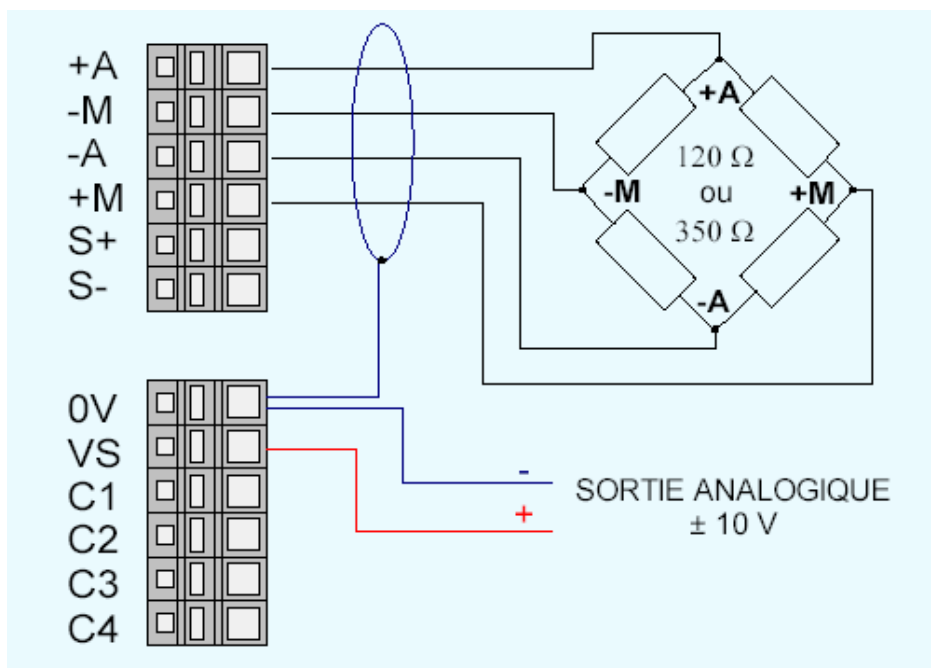 +A
-M
-A
+M
S+
S-
+A
120 Ω
-M
ou
+M
350 Ω
-A
0V
VS
C1
C2
C3
C4
-
+
SORTIE ANALOGIQUE
± 10 V